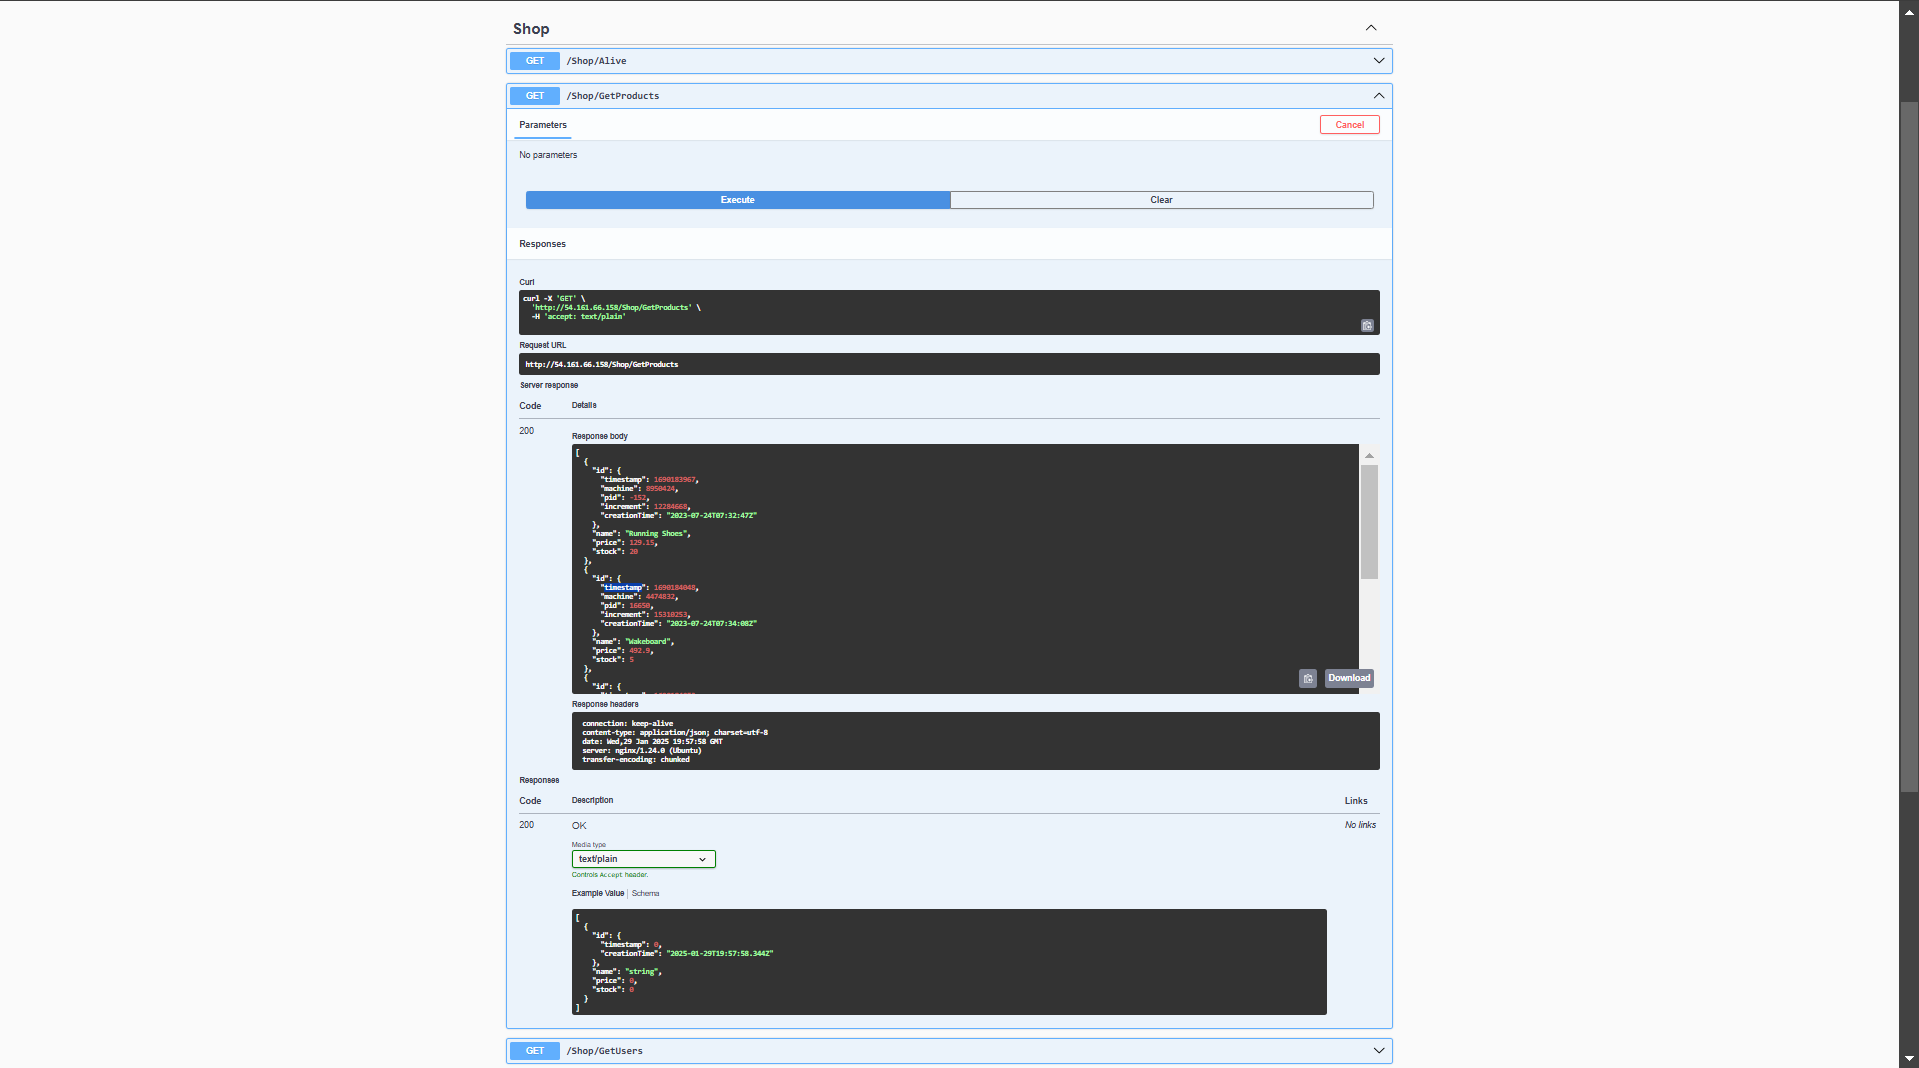 Shop
GET /Shop/Alive
GET /Shop/GetProducts
Parameters
Cancel
No parameters
Execute
Clear
Responses
Curl
curl -X 'GET' \
'http://54.161.66.158/Shop/GetProducts' \
-H 'accept: text/plain'
Request URL
http://54.161.66.158/Shop/GetProducts
Server response
Code Details
200
Response body
[
{
"id": {
"timestamp": 1690183967,
"machine": 8950424,
"pid": -152,
"increment": 12284668,
"creationTime": "2023-07-24T07:32:47Z"
},
"name": "Running Shoes",
"price": 129.15,
"stock": 20
},
{
"id": {
"timestamp": 1690184048,
"machine": 4474832,
"pid": 16650,
"increment": 15310253,
"creationTime": "2023-07-24T07:34:08Z"
},
"name": "Wakeboard",
"price": 492.9,
"stock": 5
},
{
"id": {
Download
Response headers
connection: keep-alive
content-type: application/json; charset=utf-8
date: Wed,29 Jan 2025 19:57:58 GMT
server: nginx/1.24.0 (Ubuntu)
transfer-encoding: chunked
Responses
Code Description Links
200 OK No links
Media type
text/plain
Controls Accept header.
Example Value | Schema
[
{
"id": {
"timestamp": 0,
"creationTime": "2025-01-29T19:57:58.344Z"
},
"name": "string",
"price": 0,
"stock": 0
}
]
GET /Shop/GetUsers